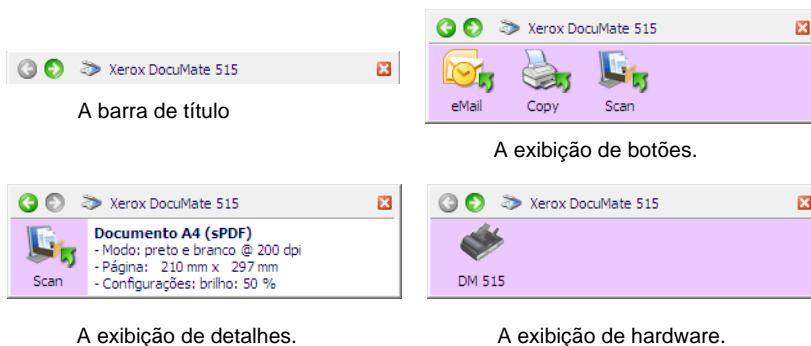 Xerox DocuMate 515
A barra de título
Xerox DocuMate 515
eMail Copy Scan
A exibição de botões.
Xerox DocuMate 515
Scan
Documento A4 (sPDF)
- Modo: preto e branco @ 200 dpi
- Página: 210 mm x 297 mm
- Configurações: brilho: 50 %
A exibição de detalhes.
Xerox DocuMate 515
DM 515
A exibição de hardware.